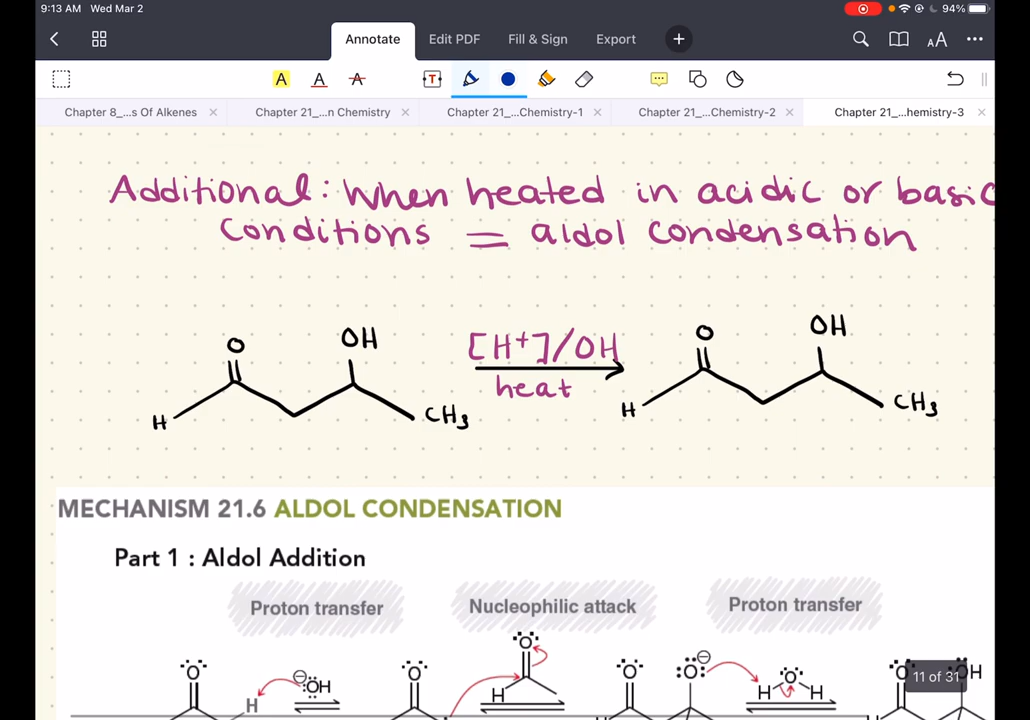 9:13 AM Wed Mar 2
94%
Annotate
Edit PDF
Fill & Sign
Export
+
AA
A
A
A
T
Chapter 8_...s Of Alkenes
Chapter 21_...n Chemistry
Chapter 21_...Chemistry-1
Chapter 21_...Chemistry-2
Chapter 21_...hemistry-3
Additional: When heated in acidic or basic
Conditions = aldol condensation
O
OH
H
CH3
[H+]/OH
heat
O
OH
H
CH3
MECHANISM 21.6 ALDOL CONDENSATION
Part 1 : Aldol Addition
Proton transfer
Nucleophilic attack
Proton transfer
O
H
OH
O
H
O
O
O
H O H
O
OH
H
H
11 of 31